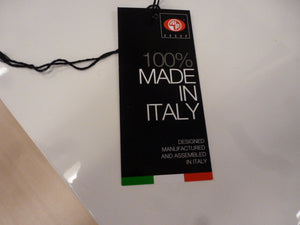 100%
MADE
IN
ITALY
DESIGNED
MANUFACTURED
AND ASSEMBLED
IN ITALY